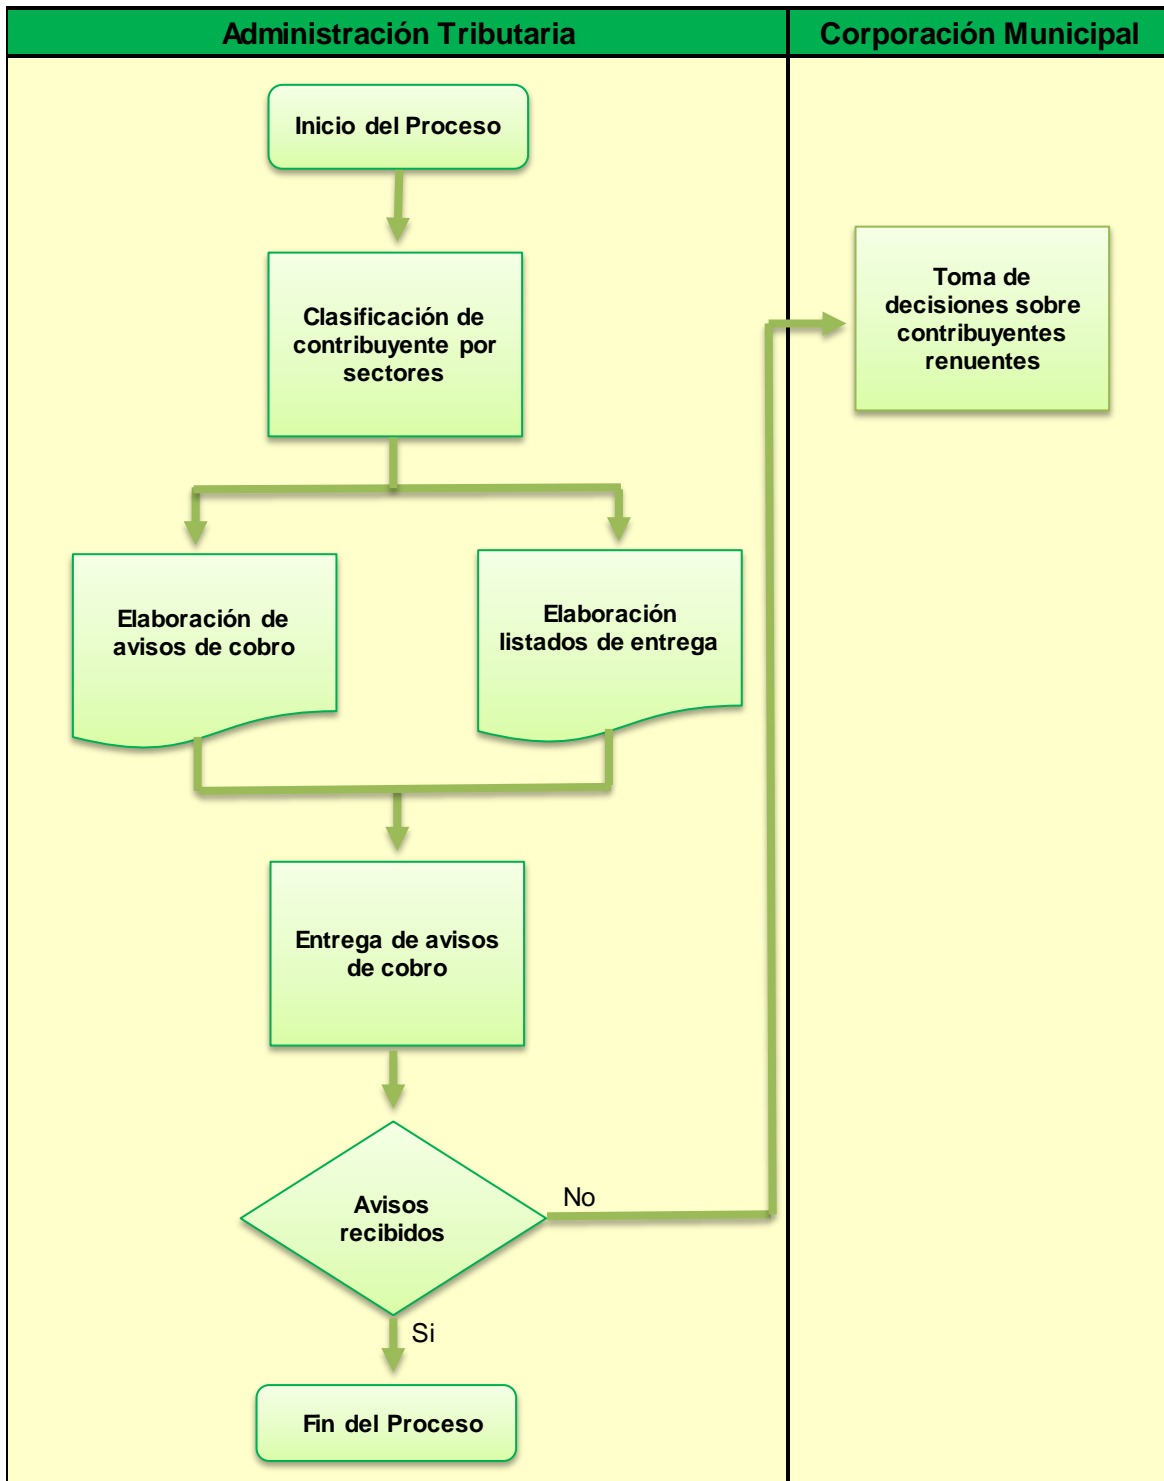 Administración Tributaria
Corporación Municipal
Inicio del Proceso
Clasificación de
contribuyente por
sectores
Toma de
decisiones sobre
contribuyentes
renuentes
Elaboración de
avisos de cobro
Elaboración
listados de entrega
Entrega de avisos
de cobro
Avisos
recibidos
No
Si
Fin del Proceso